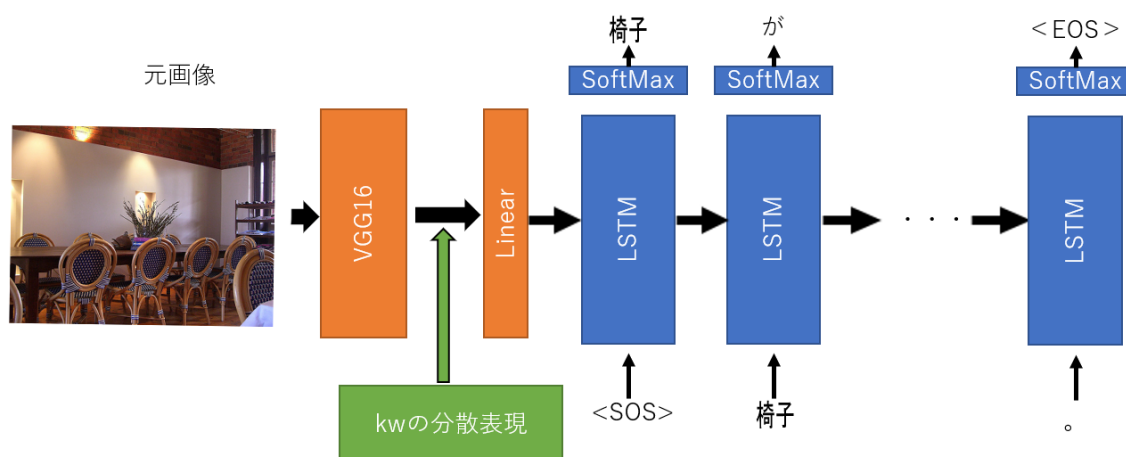 元画像
椅子
が
<EOS>
SoftMax
SoftMax
SoftMax
VGG16
Linear
LSTM
LSTM
・・・
LSTM
kwの分散表現
<SOS>
椅子
。